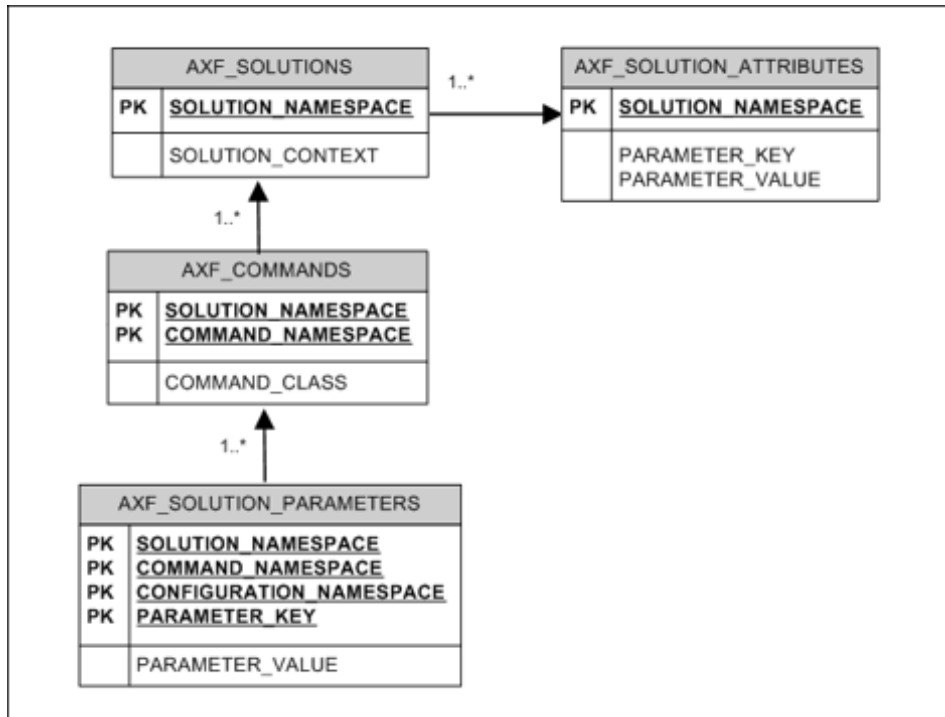 AXF_SOLUTIONS
PK SOLUTION_NAMESPACE
SOLUTION_CONTEXT
1..*
AXF_SOLUTION_ATTRIBUTES
PK SOLUTION_NAMESPACE
PARAMETER_KEY
PARAMETER_VALUE
1..*
AXF_COMMANDS
PK SOLUTION_NAMESPACE
PK COMMAND_NAMESPACE
COMMAND_CLASS
1..*
AXF_SOLUTION_PARAMETERS
PK SOLUTION_NAMESPACE
PK COMMAND_NAMESPACE
PK CONFIGURATION_NAMESPACE
PK PARAMETER_KEY
PARAMETER_VALUE